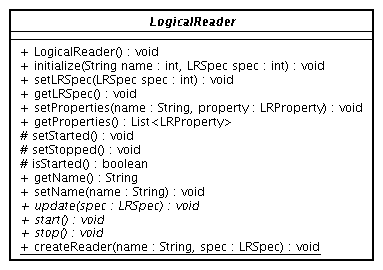 LogicalReader
+ LogicalReader() : void
+ initialize(String name : int, LRSpec spec : int) : void
+ setLRSpec(LRSpec spec : int) : void
+ getLRSpec() : void
+ setProperties(name : String, property : LRProperty) : void
+ getProperties() : List<LRProperty>
# setStarted() : void
# setStopped() : void
# isStarted() : boolean
+ getName() : String
+ setName(name : String) : void
+ update(spec : LRSpec) : void
+ start() : void
+ stop() : void
+ createReader(name : String, spec : LRSpec) : void